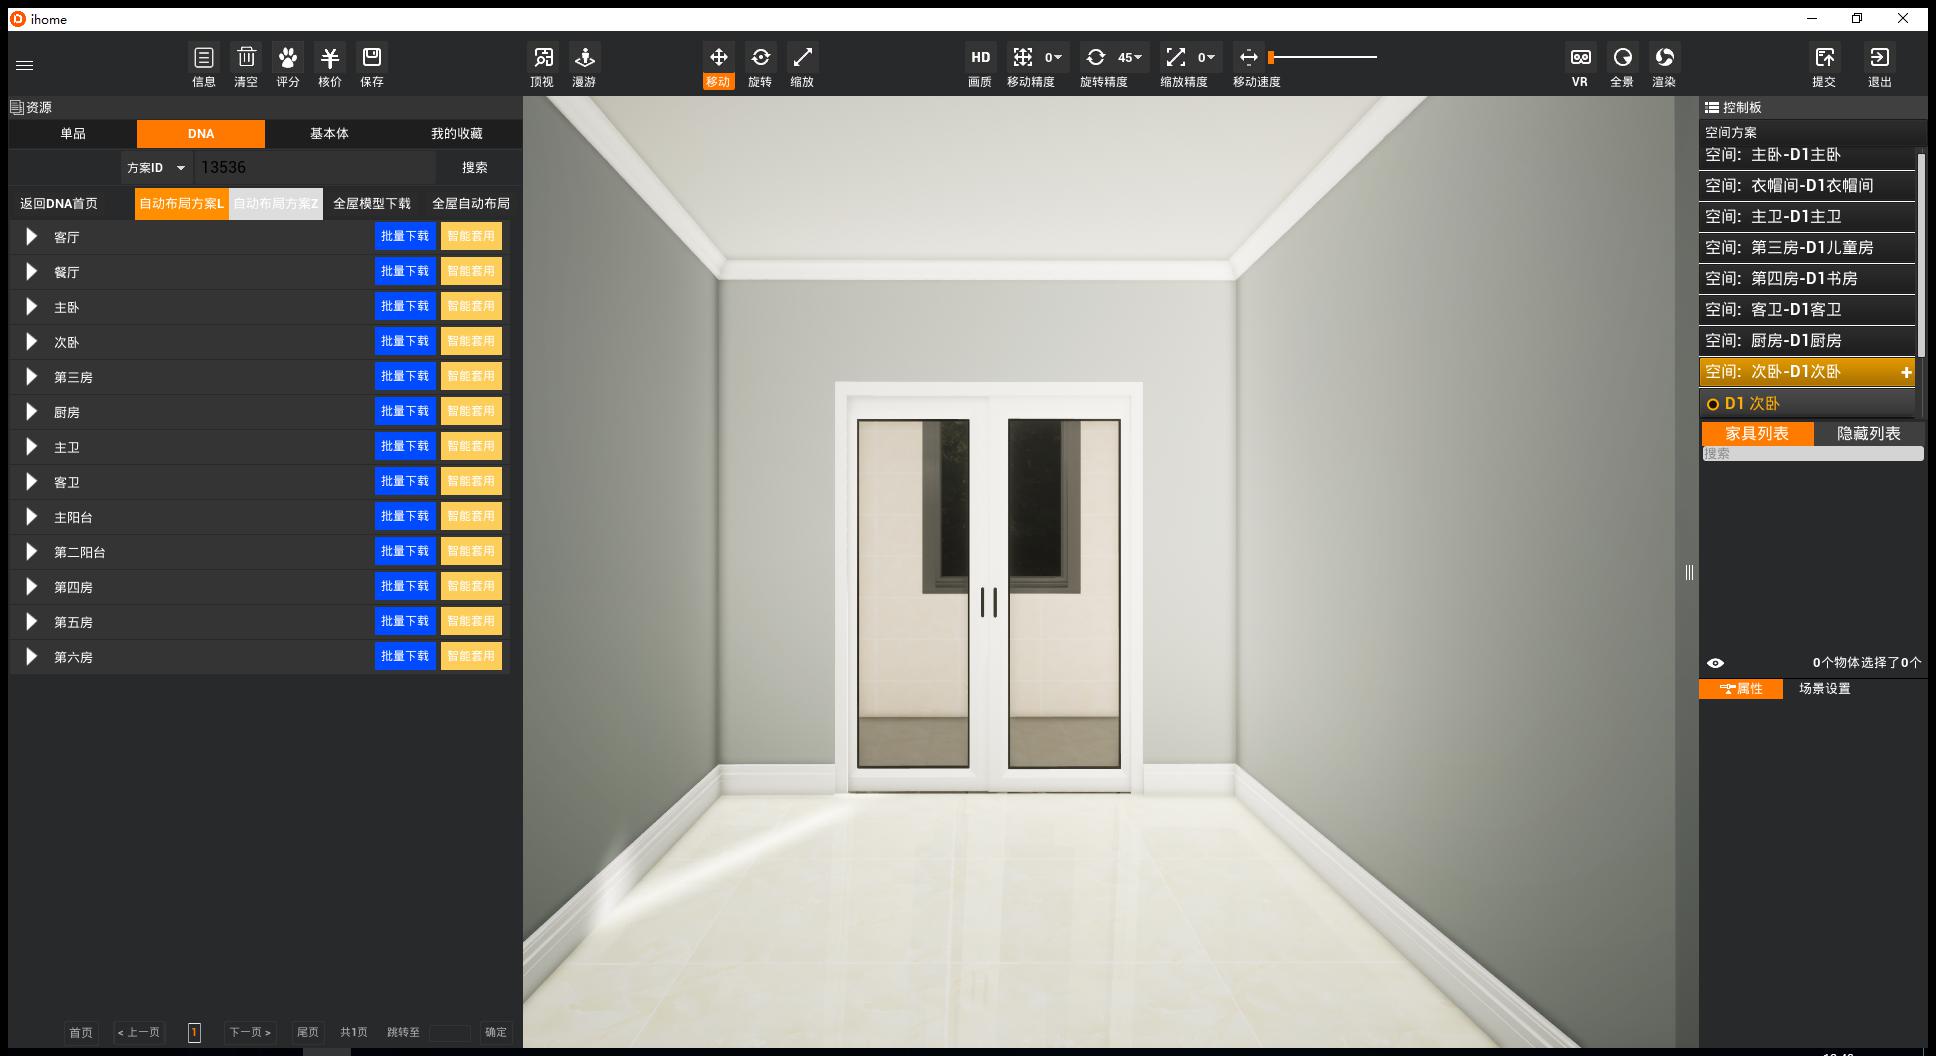 ihome
信息 清空 评分 核价 保存 顶视 漫游 移动 旋转 缩放 HD 画质 0 移动精度 45 旋转精度 0 缩放精度 移动速度 VR 全景 渲染 提交 退出
资源
单品 DNA 基本体 我的收藏
方案ID 13536 搜索
返回DNA首页 自动布局方案L 自动布局方案Z 全屋模型下载 全屋自动布局
客厅 批量下载 智能套用
餐厅 批量下载 智能套用
主卧 批量下载 智能套用
次卧 批量下载 智能套用
第三房 批量下载 智能套用
厨房 批量下载 智能套用
主卫 批量下载 智能套用
客卫 批量下载 智能套用
主阳台 批量下载 智能套用
第二阳台 批量下载 智能套用
第四房 批量下载 智能套用
第五房 批量下载 智能套用
第六房 批量下载 智能套用
首页 < 上一页 1 下一页 > 尾页 共1页 跳转至 确定
控制板
空间方案
空间：主卧-D1主卧
空间：衣帽间-D1衣帽间
空间：主卫-D1主卫
空间：第三房-D1儿童房
空间：第四房-D1书房
空间：客卫-D1客卫
空间：厨房-D1厨房
空间：次卧-D1次卧 +
D1 次卧
家具列表 隐藏列表
搜索
0个物体选择了0个
属性 场景设置